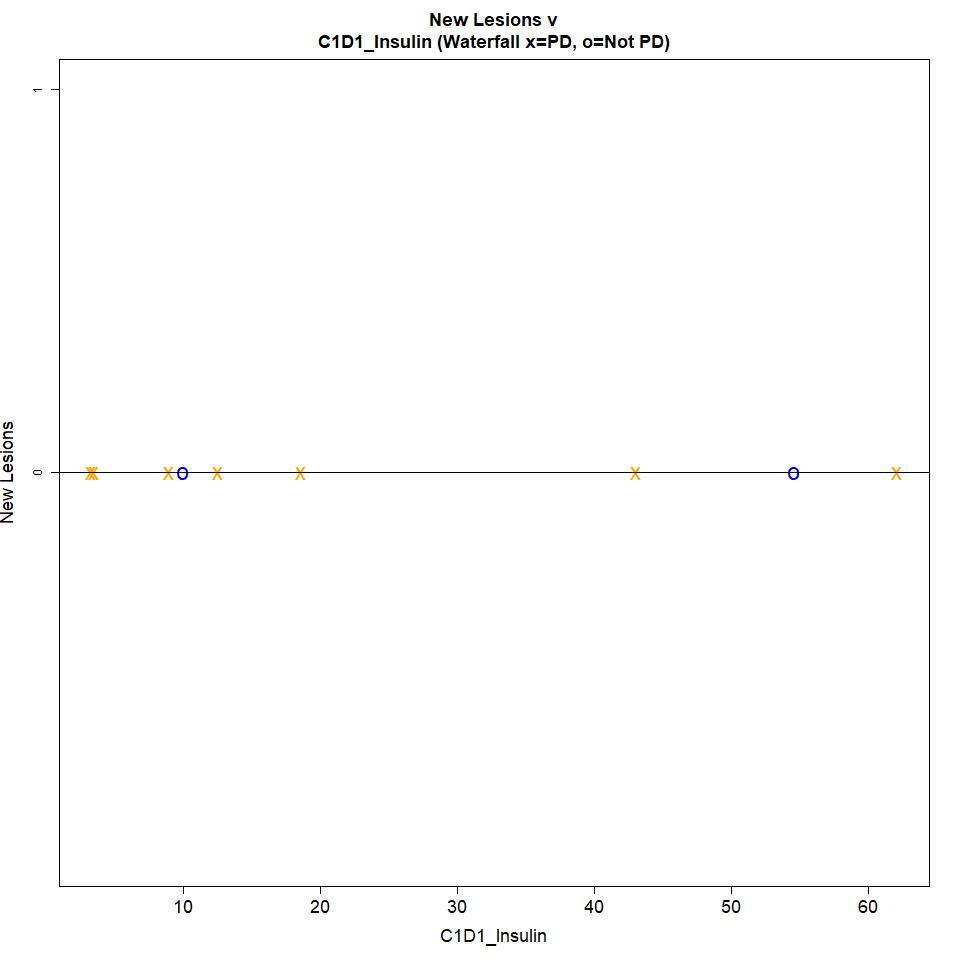 New Lesions v
C1D1_Insulin (Waterfall x=PD, o=Not PD)
1
0
New Lesions
x x x o x x x o x
10 20 30 40 50 60
C1D1_Insulin